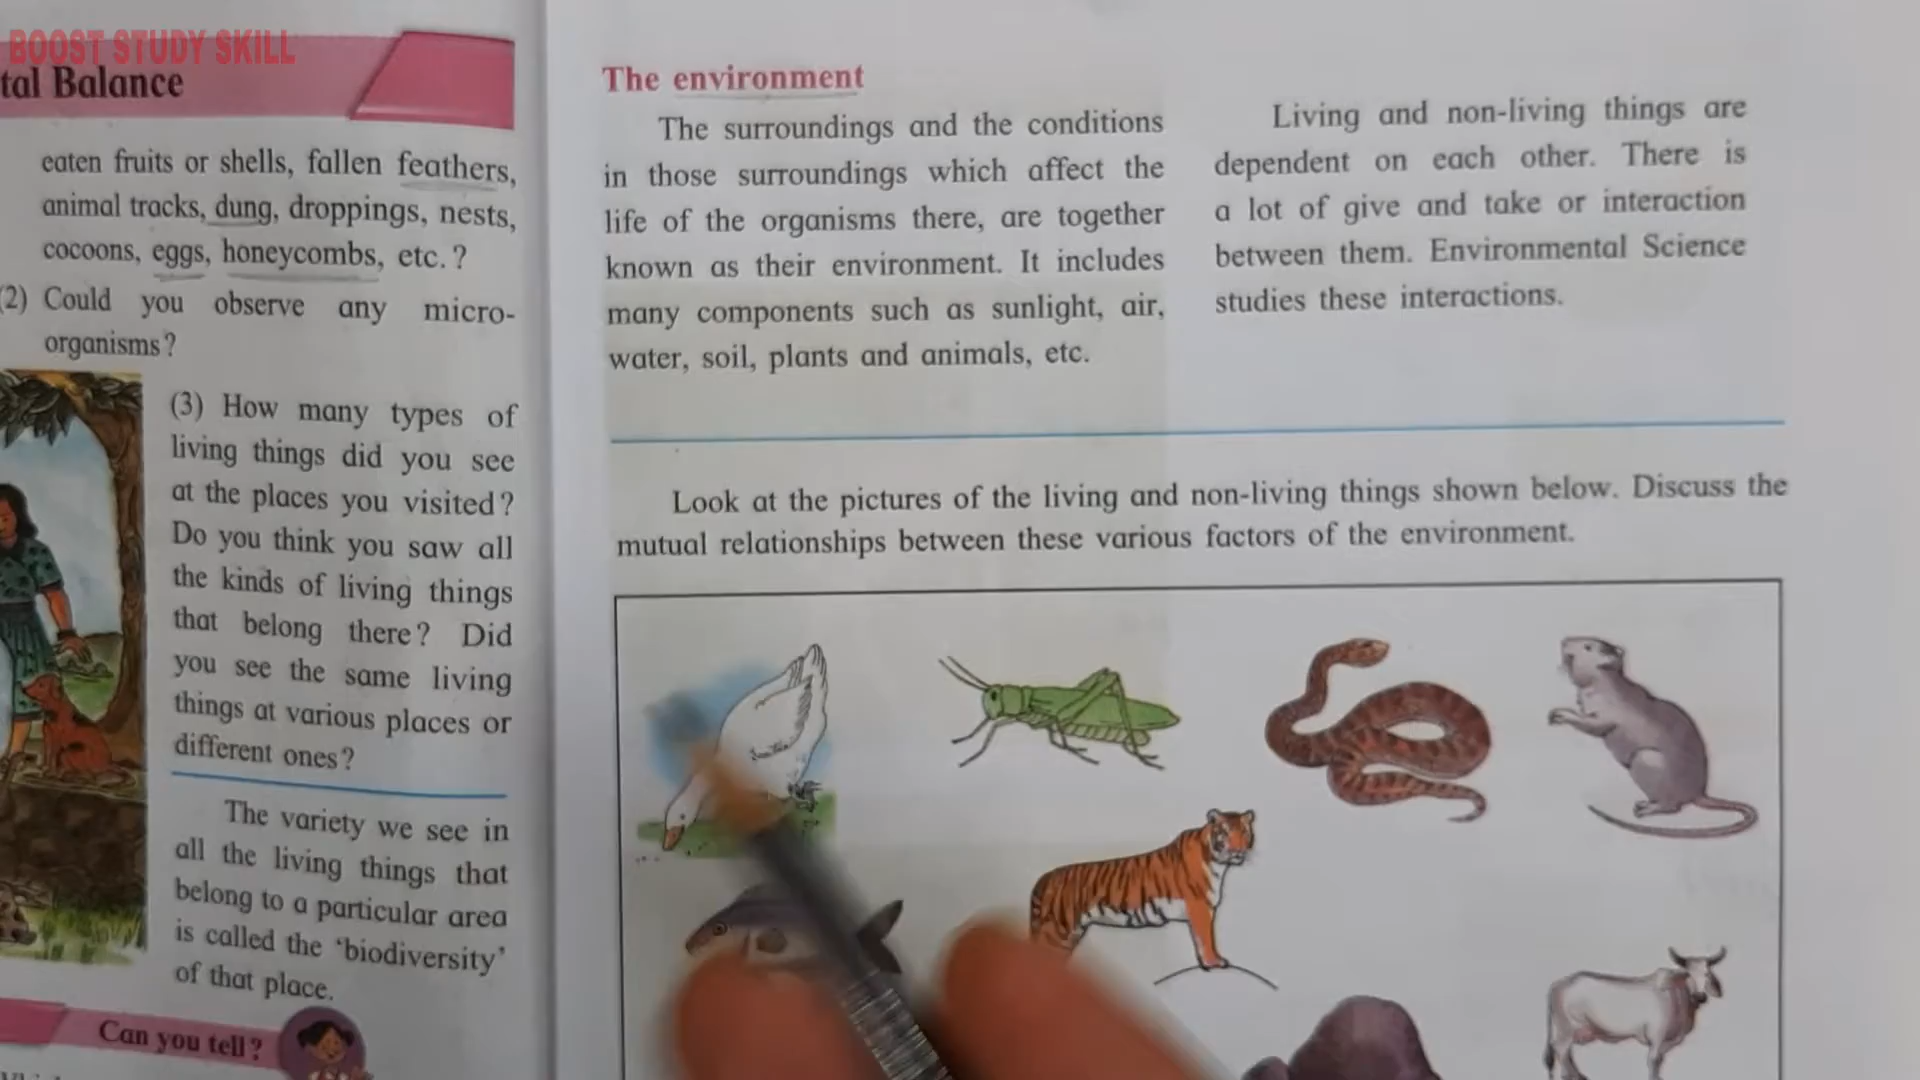 BOOST STUDY SKILL
tal Balance
eaten fruits or shells, fallen feathers,
animal tracks, dung, droppings, nests,
cocoons, eggs, honeycombs, etc. ?
(2) Could you observe any micro-
organisms ?
(3) How many types of
living things did you see
at the places you visited ?
Do you think you saw all
the kinds of living things
that belong there ? Did
you see the same living
things at various places or
different ones ?
The variety we see in
all the living things that
belong to a particular area
is called the ‘biodiversity’
of that place.
Can you tell ?
The environment
The surroundings and the conditions
in those surroundings which affect the
life of the organisms there, are together
known as their environment. It includes
many components such as sunlight, air,
water, soil, plants and animals, etc.
Living and non-living things are
dependent on each other. There is
a lot of give and take or interaction
between them. Environmental Science
studies these interactions.
Look at the pictures of the living and non-living things shown below. Discuss the
mutual relationships between these various factors of the environment.